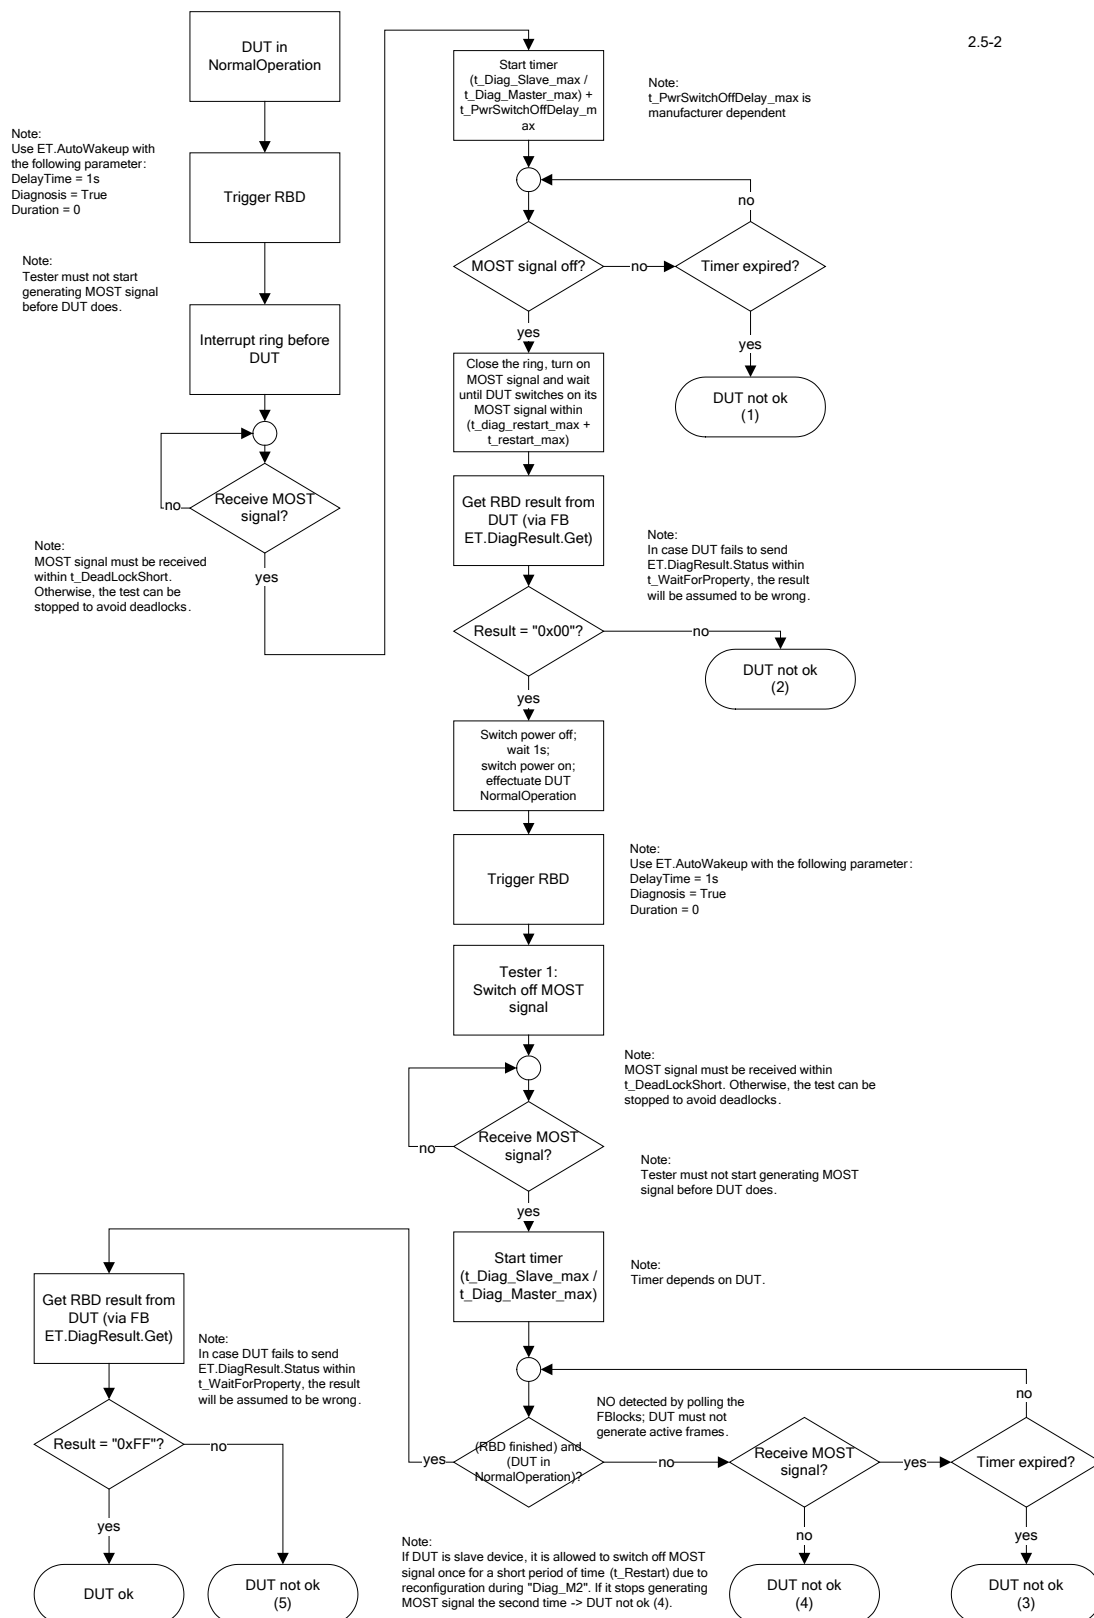 2.5-2
DUT in
NormalOperation
Note:
Use ET.AutoWakeup with
the following parameter:
DelayTime = 1s
Diagnosis = True
Duration = 0
Trigger RBD
Note:
Tester must not start
generating MOST signal
before DUT does.
Interrupt ring before
DUT
Receive MOST
signal?
no
yes
Note:
MOST signal must be received
within t_DeadLockShort.
Otherwise, the test can be
stopped to avoid deadlocks.
Start timer
(t_Diag_Slave_max /
t_Diag_Master_max) +
t_PwrSwitchOffDelay_m
ax
Note:
t_PwrSwitchOffDelay_max is
manufacturer dependent
MOST signal off?
no
Timer expired?
no
yes
DUT not ok
(1)
yes
Close the ring, turn on
MOST signal and wait
until DUT switches on its
MOST signal within
(t_diag_restart_max +
t_restart_max)
Get RBD result from
DUT (via FB
ET.DiagResult.Get)
Note:
In case DUT fails to send
ET.DiagResult.Status within
t_WaitForProperty, the result
will be assumed to be wrong.
Result = "0x00"?
no
DUT not ok
(2)
yes
Switch power off;
wait 1s;
switch power on;
effectuate DUT
NormalOperation
Trigger RBD
Note:
Use ET.AutoWakeup with the following parameter:
DelayTime = 1s
Diagnosis = True
Duration = 0
Tester 1:
Switch off MOST
signal
Note:
MOST signal must be received within
t_DeadLockShort. Otherwise, the test can be
stopped to avoid deadlocks.
Receive MOST
signal?
no
Note:
Tester must not start generating MOST
signal before DUT does.
yes
Start timer
(t_Diag_Slave_max /
t_Diag_Master_max)
Note:
Timer depends on DUT.
(RBD finished) and
(DUT in
NormalOperation)?
yes
no
NO detected by polling the
FBlocks; DUT must not
generate active frames.
Receive MOST
signal?
yes
no
Timer expired?
no
yes
DUT not ok
(4)
DUT not ok
(3)
Get RBD result from
DUT (via FB
ET.DiagResult.Get)
Note:
In case DUT fails to send
ET.DiagResult.Status within
t_WaitForProperty, the result
will be assumed to be wrong.
Result = "0xFF"?
no
yes
DUT ok
DUT not ok
(5)
Note:
If DUT is slave device, it is allowed to switch off MOST
signal once for a short period of time (t_Restart) due to
reconfiguration during "Diag_M2". If it stops generating
MOST signal the second time -> DUT not ok (4).